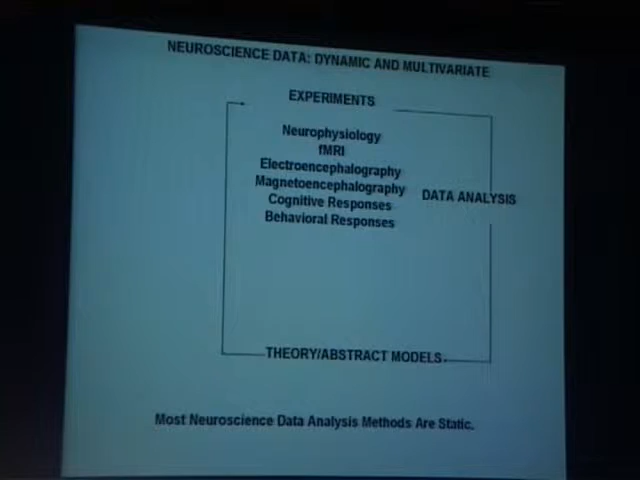 NEUROSCIENCE DATA: DYNAMIC AND MULTIVARIATE
EXPERIMENTS
Neurophysiology
fMRI
Electroencephalography
Magnetoencephalography
Cognitive Responses
Behavioral Responses
DATA ANALYSIS
THEORY/ABSTRACT MODELS
Most Neuroscience Data Analysis Methods Are Static.